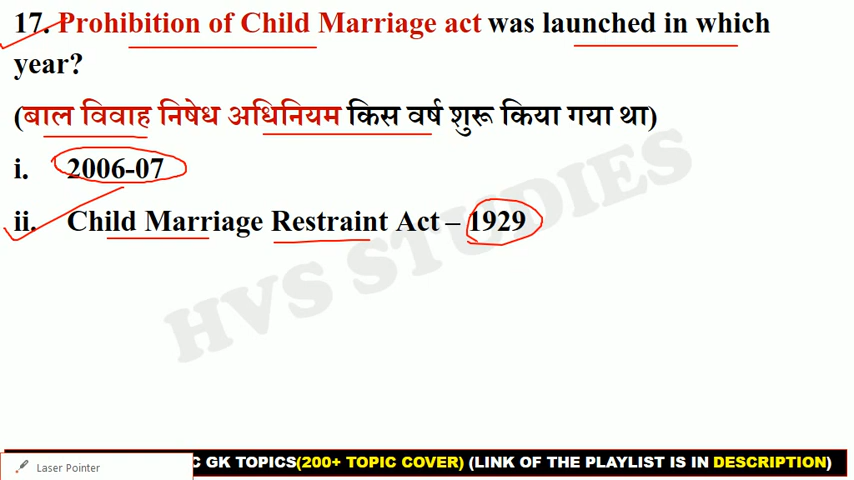 17. Prohibition of Child Marriage act was launched in which
year?
(बाल विवाह निषेध अधिनियम किस वर्ष शुरू किया गया था)
i. 2006-07
ii. Child Marriage Restraint Act – 1929
HVS STUDIES
C GK TOPICS(200+ TOPIC COVER) (LINK OF THE PLAYLIST IS IN DESCRIPTION)
Laser Pointer